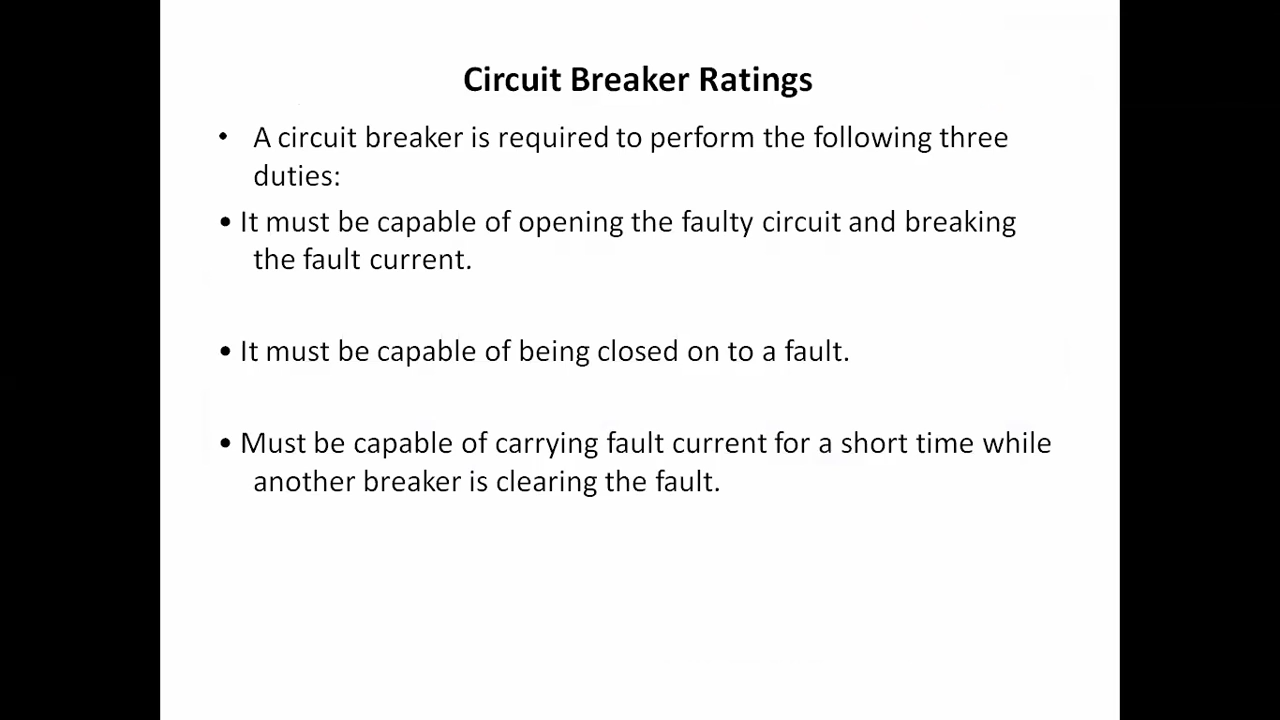 Circuit Breaker Ratings
• A circuit breaker is required to perform the following three
duties:
• It must be capable of opening the faulty circuit and breaking
the fault current.
• It must be capable of being closed on to a fault.
• Must be capable of carrying fault current for a short time while
another breaker is clearing the fault.